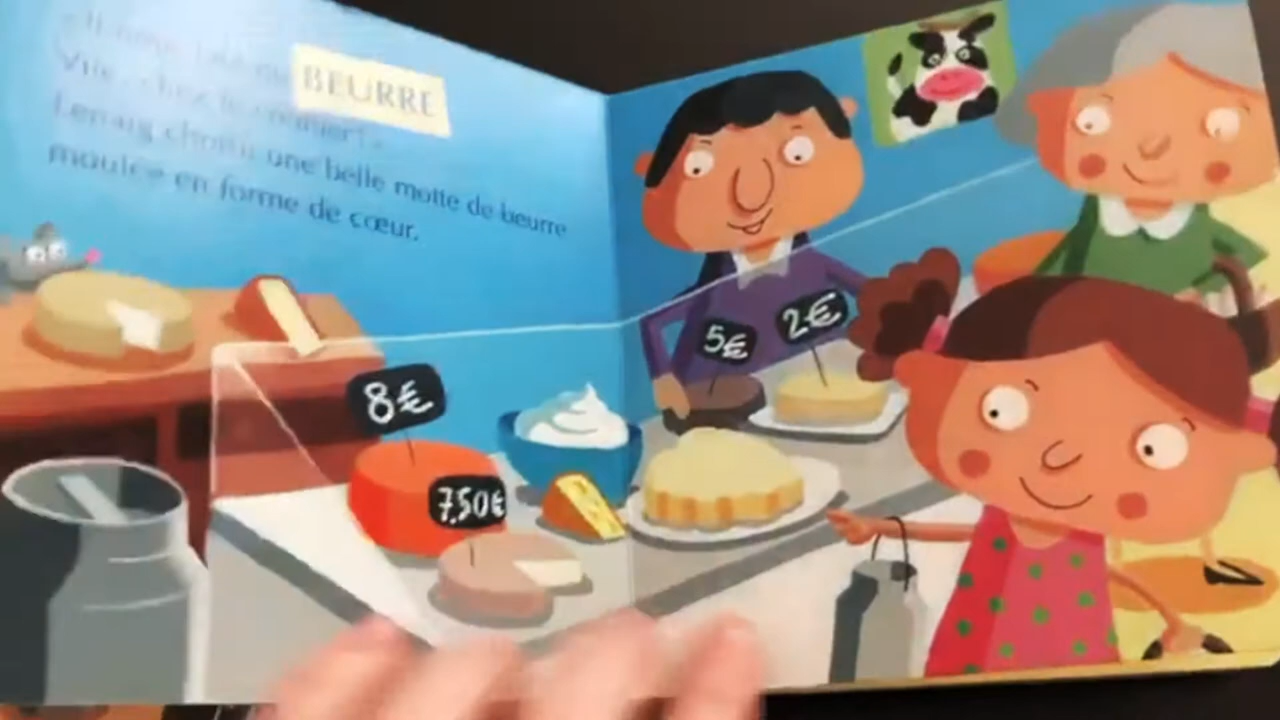 BEURRE
Vite, chez le crémier! »
Lenaïg choisit une belle motte de beurre
moulée en forme de cœur.
8€
7,50€
5€
2€